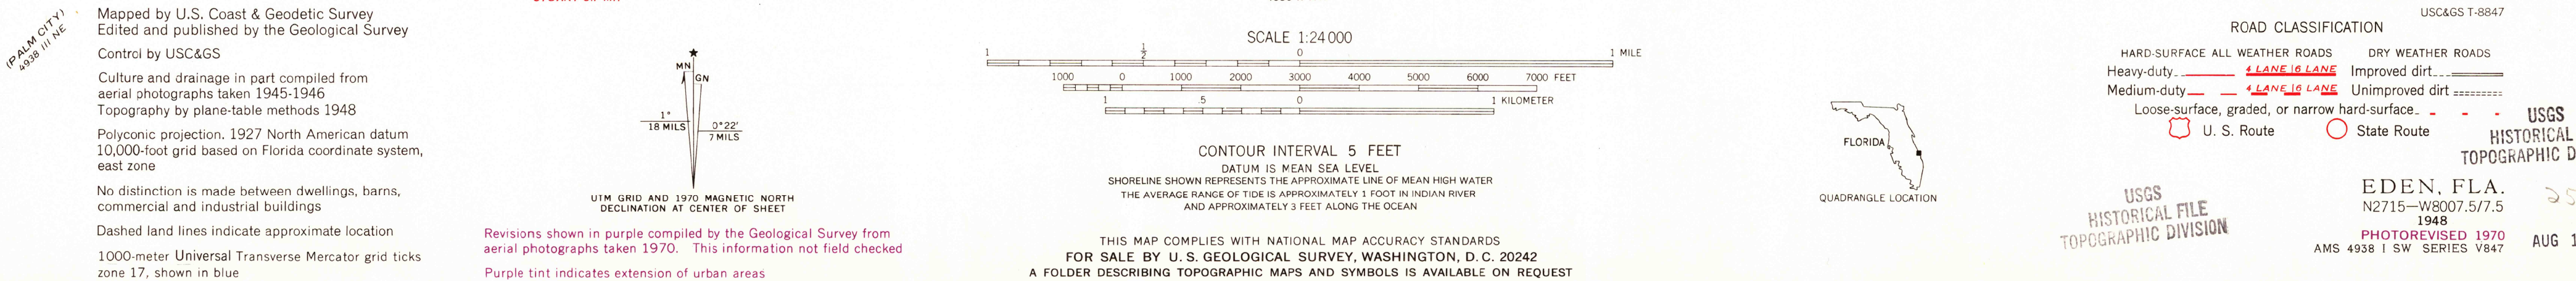 (PALM CITY)
4938 III NE
Mapped by U.S. Coast & Geodetic Survey
Edited and published by the Geological Survey
Control by USC&GS
Culture and drainage in part compiled from
aerial photographs taken 1945-1946
Topography by plane-table methods 1948
Polyconic projection. 1927 North American datum
10,000-foot grid based on Florida coordinate system,
east zone
No distinction is made between dwellings, barns,
commercial and industrial buildings
Dashed land lines indicate approximate location
1000-meter Universal Transverse Mercator grid ticks
zone 17, shown in blue
MN
GN
1°
18 MILS
0°22'
7 MILS
UTM GRID AND 1970 MAGNETIC NORTH
DECLINATION AT CENTER OF SHEET
Revisions shown in purple compiled by the Geological Survey from
aerial photographs taken 1970. This information not field checked
Purple tint indicates extension of urban areas
SCALE 1:24 000
1 ½ 0 1 MILE
1000 0 1000 2000 3000 4000 5000 6000 7000 FEET
1 .5 0 1 KILOMETER
CONTOUR INTERVAL 5 FEET
DATUM IS MEAN SEA LEVEL
SHORELINE SHOWN REPRESENTS THE APPROXIMATE LINE OF MEAN HIGH WATER
THE AVERAGE RANGE OF TIDE IS APPROXIMATELY 1 FOOT IN INDIAN RIVER
AND APPROXIMATELY 3 FEET ALONG THE OCEAN
THIS MAP COMPLIES WITH NATIONAL MAP ACCURACY STANDARDS
FOR SALE BY U. S. GEOLOGICAL SURVEY, WASHINGTON, D. C. 20242
A FOLDER DESCRIBING TOPOGRAPHIC MAPS AND SYMBOLS IS AVAILABLE ON REQUEST
FLORIDA
QUADRANGLE LOCATION
USC&GS T-8847
ROAD CLASSIFICATION
HARD-SURFACE ALL WEATHER ROADS DRY WEATHER ROADS
Heavy-duty 4 LANE 6 LANE Improved dirt
Medium-duty 4 LANE 6 LANE Unimproved dirt
Loose-surface, graded, or narrow hard-surface
U. S. Route State Route
USGS
HISTORICAL
TOPOGRAPHIC D
USGS
HISTORICAL FILE
TOPOGRAPHIC DIVISION
EDEN, FLA.
N2715—W8007.5/7.5
1948
PHOTOREVISED 1970
AMS 4938 I SW SERIES V847
AUG 1